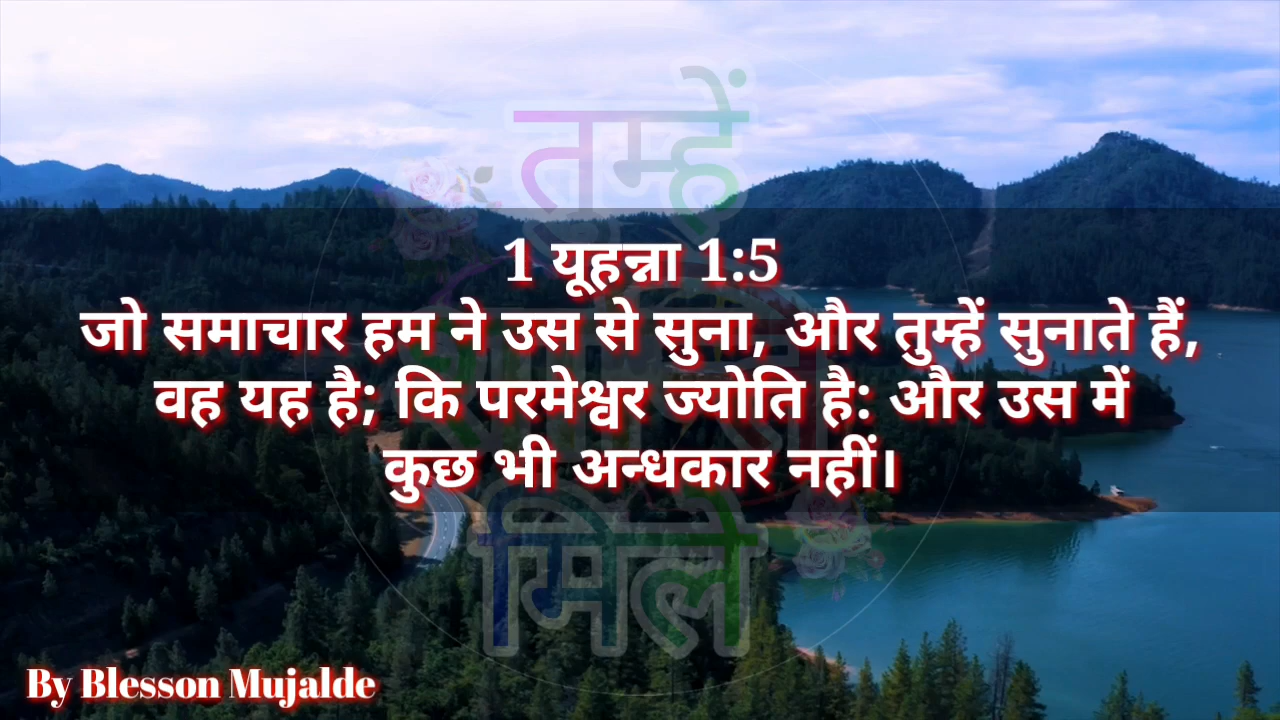 तुम्हें
1 यूहन्ना 1:5
जो समाचार हम ने उस से सुना, और तुम्हें सुनाते हैं,
वह यह है; कि परमेश्वर ज्योति है: और उस में
कुछ भी अन्धकार नहीं।
मिले
By Blesson Mujalde